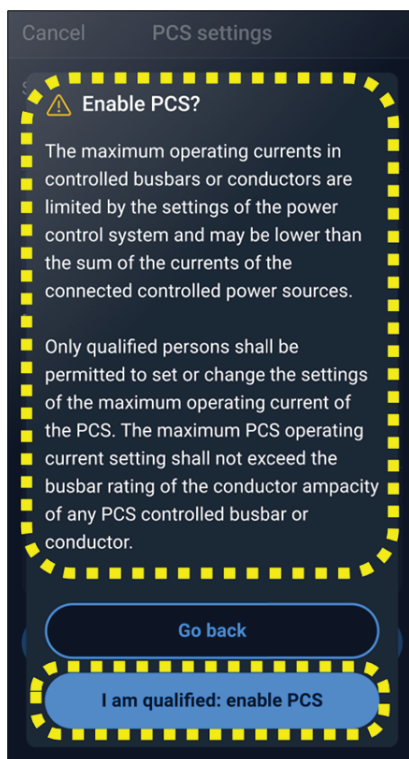 Cancel PCS settings
S
Enable PCS?
The maximum operating currents in
controlled busbars or conductors are
limited by the settings of the power
control system and may be lower than
the sum of the currents of the
connected controlled power sources.
Only qualified persons shall be
permitted to set or change the settings
of the maximum operating current of
the PCS. The maximum PCS operating
current setting shall not exceed the
busbar rating of the conductor ampacity
of any PCS controlled busbar or
conductor.
Go back
I am qualified: enable PCS